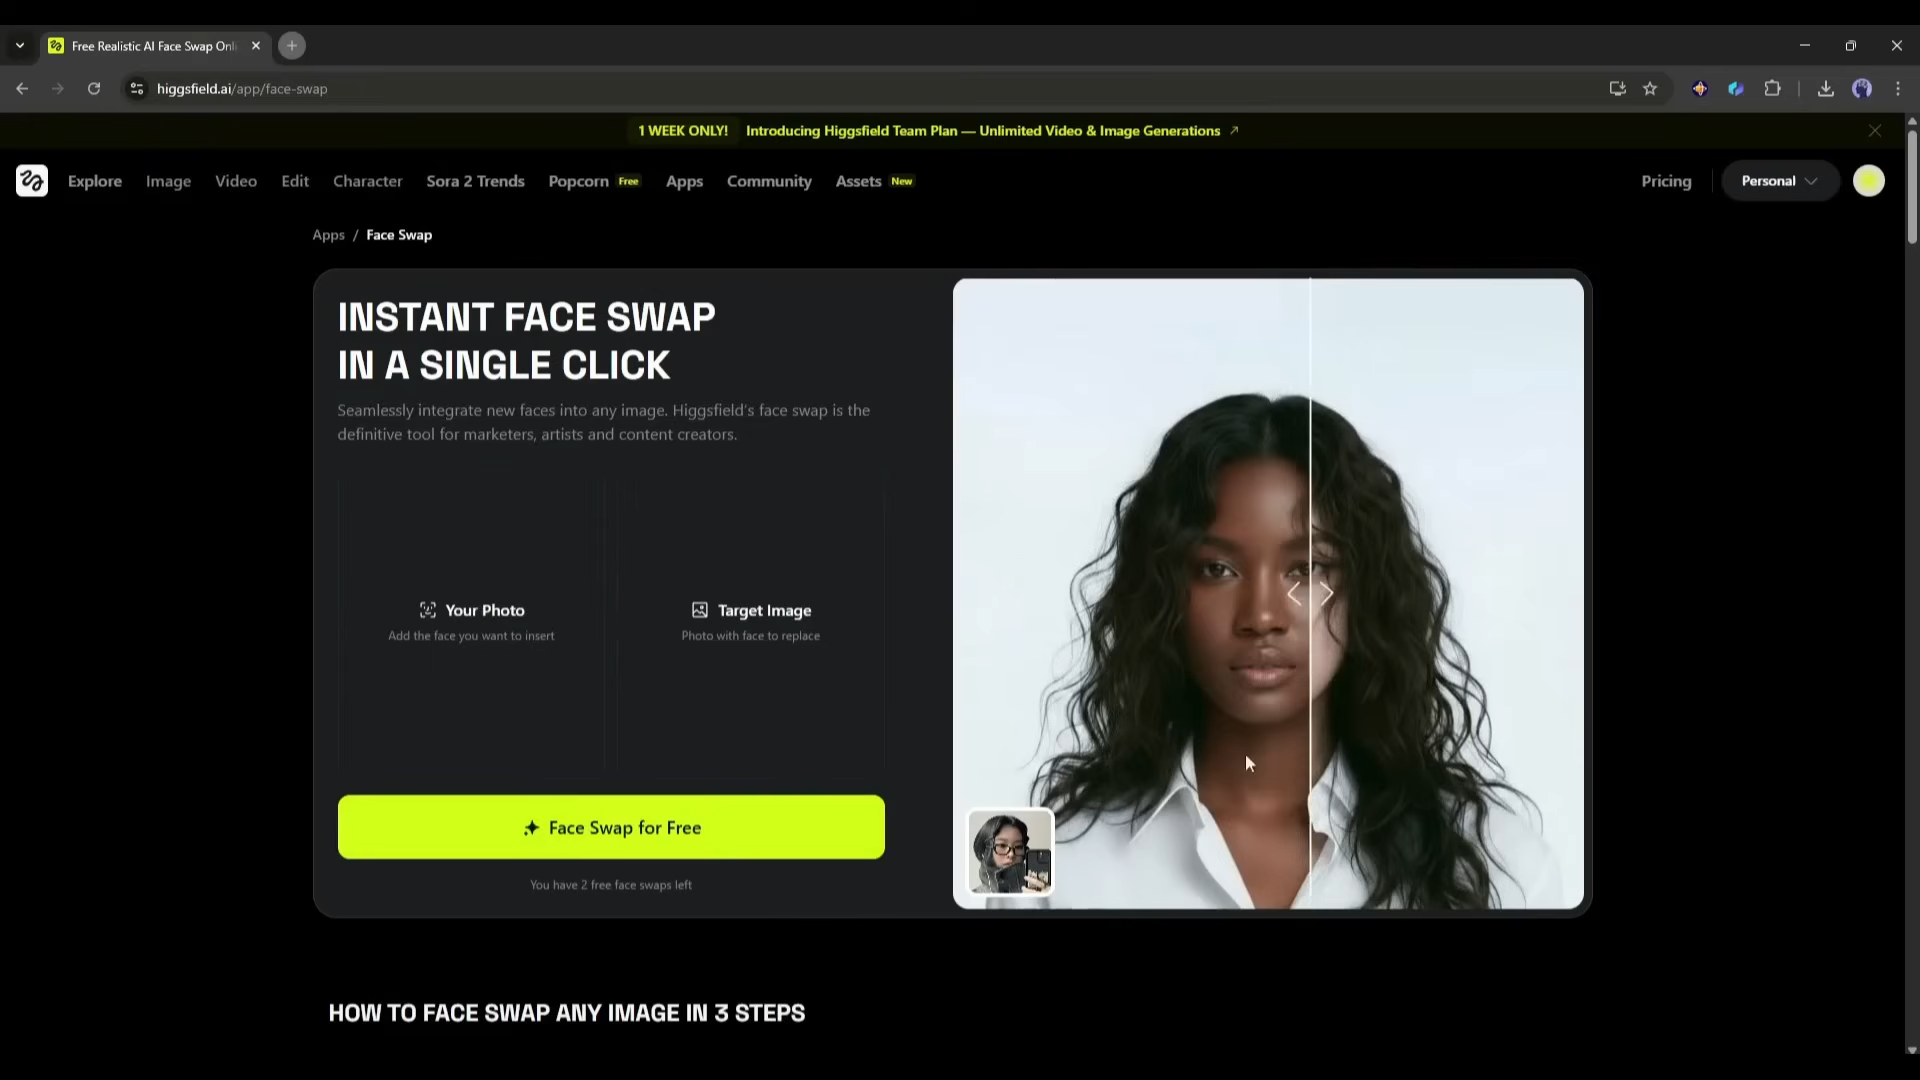 Free Realistic AI Face Swap Onl
higgsfield.ai/app/face-swap
1 WEEK ONLY! Introducing Higgsfield Team Plan — Unlimited Video & Image Generations
Explore Image Video Edit Character Sora 2 Trends Popcorn Free Apps Community Assets New Pricing Personal
Apps / Face Swap
INSTANT FACE SWAP
IN A SINGLE CLICK
Seamlessly integrate new faces into any image. Higgsfield's face swap is the
definitive tool for marketers, artists and content creators.
Your Photo
Add the face you want to insert
Target Image
Photo with face to replace
Face Swap for Free
You have 2 free face swaps left
HOW TO FACE SWAP ANY IMAGE IN 3 STEPS